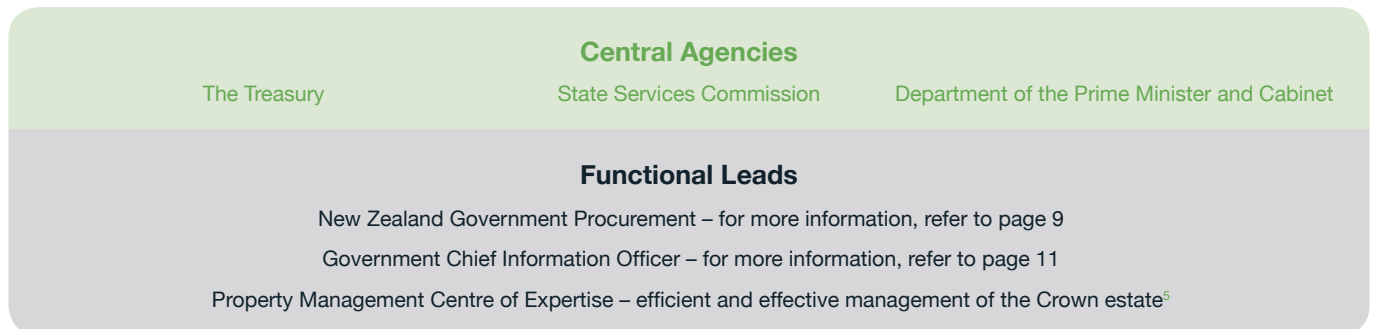 Central Agencies
The Treasury State Services Commission Department of the Prime Minister and Cabinet
Functional Leads
New Zealand Government Procurement – for more information, refer to page 9
Government Chief Information Officer – for more information, refer to page 11
Property Management Centre of Expertise – efficient and effective management of the Crown estate⁵